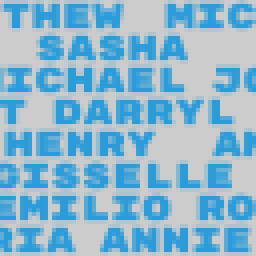 THEW MIC
SASHA
MICHAEL JO
T DARRYL
HENRY AN
GISSELLE
EMILIO RO
RIA ANNIE